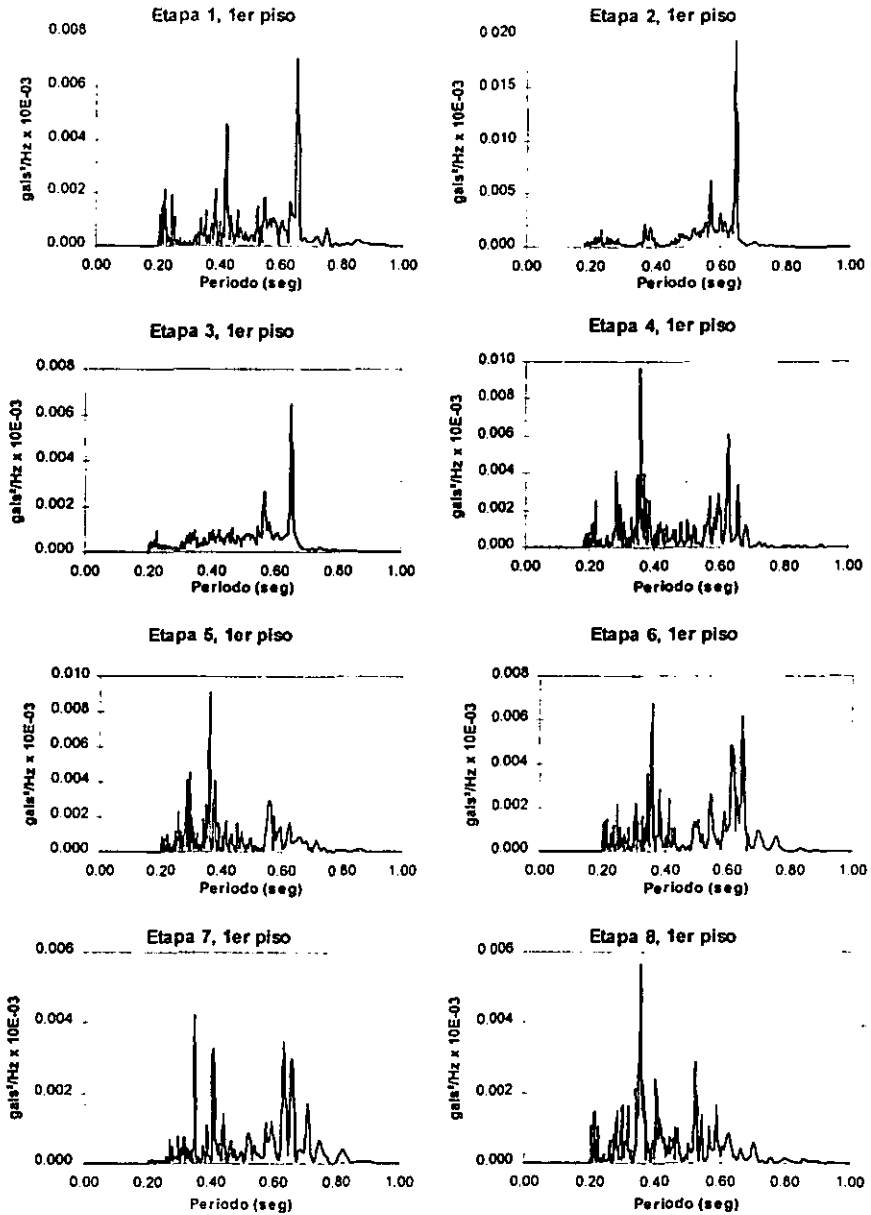 Etapa 1, 1er piso
gals²/Hz x 10E-03
0.008
0.006
0.004
0.002
0.000
0.00 0.20 0.40 0.60 0.80 1.00
Periodo (seg)
Etapa 2, 1er piso
gals²/Hz x 10E-03
0.020
0.015
0.010
0.005
0.000
0.00 0.20 0.40 0.60 0.80 1.00
Periodo (seg)
Etapa 3, 1er piso
gals²/Hz x 10E-03
0.008
0.006
0.004
0.002
0.000
0.00 0.20 0.40 0.60 0.80 1.00
Periodo (seg)
Etapa 4, 1er piso
gals²/Hz x 10E-03
0.010
0.008
0.006
0.004
0.002
0.000
0.00 0.20 0.40 0.60 0.80 1.00
Periodo (seg)
Etapa 5, 1er piso
gals²/Hz x 10E-03
0.010
0.008
0.006
0.004
0.002
0.000
0.00 0.20 0.40 0.60 0.80 1.00
Periodo (seg)
Etapa 6, 1er piso
gals²/Hz x 10E-03
0.008
0.006
0.004
0.002
0.000
0.00 0.20 0.40 0.60 0.80 1.00
Periodo (seg)
Etapa 7, 1er piso
gals²/Hz x 10E-03
0.006
0.004
0.002
0.000
0.00 0.20 0.40 0.60 0.80 1.00
Periodo (seg)
Etapa 8, 1er piso
gals²/Hz x 10E-03
0.006
0.004
0.002
0.000
0.00 0.20 0.40 0.60 0.80 1.00
Periodo (seg)